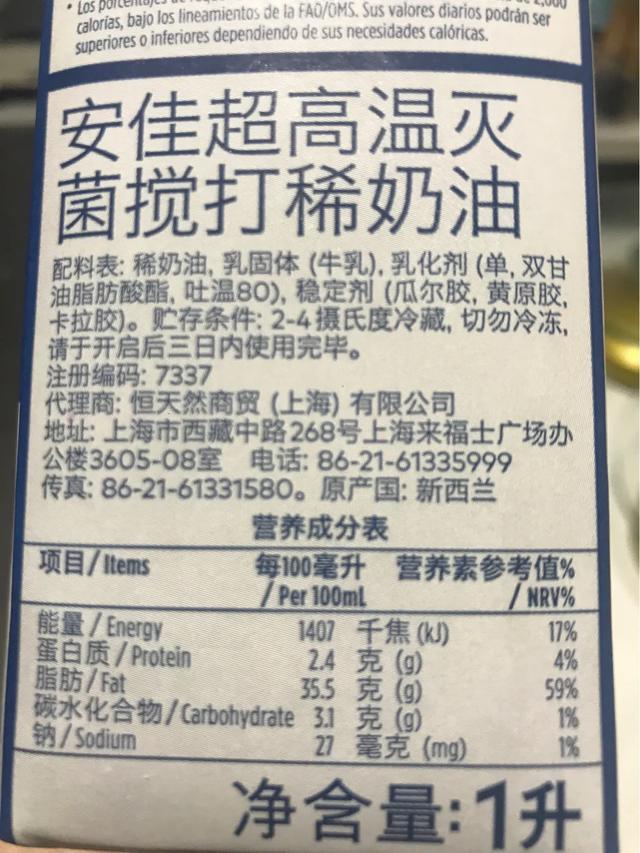 calorías, bajo los lineamientos de la FAO/OMS. Sus valores diarios podrán ser
superiores o inferiores dependiendo de sus necesidades calóricas.
安佳超高温灭
菌搅打稀奶油
配料表: 稀奶油, 乳固体 (牛乳), 乳化剂 (单, 双甘
油脂肪酸酯, 吐温80), 稳定剂 (瓜尔胶, 黄原胶,
卡拉胶)。贮存条件: 2-4 摄氏度冷藏, 切勿冷冻,
请于开启后三日内使用完毕。
注册编码: 7337
代理商: 恒天然商贸 (上海) 有限公司
地址: 上海市西藏中路268号上海来福士广场办
公楼3605-08室 电话: 86-21-61335999
传真: 86-21-61331580。原产国: 新西兰
营养成分表
项目/Items 每100毫升 营养素参考值%
/Per 100mL /NRV%
能量/Energy 1407 千焦 (kJ) 17%
蛋白质/Protein 2.4 克 (g) 4%
脂肪/Fat 35.5 克 (g) 59%
碳水化合物/Carbohydrate 3.1 克 (g) 1%
钠/Sodium 27 毫克 (mg) 1%
净含量:1升